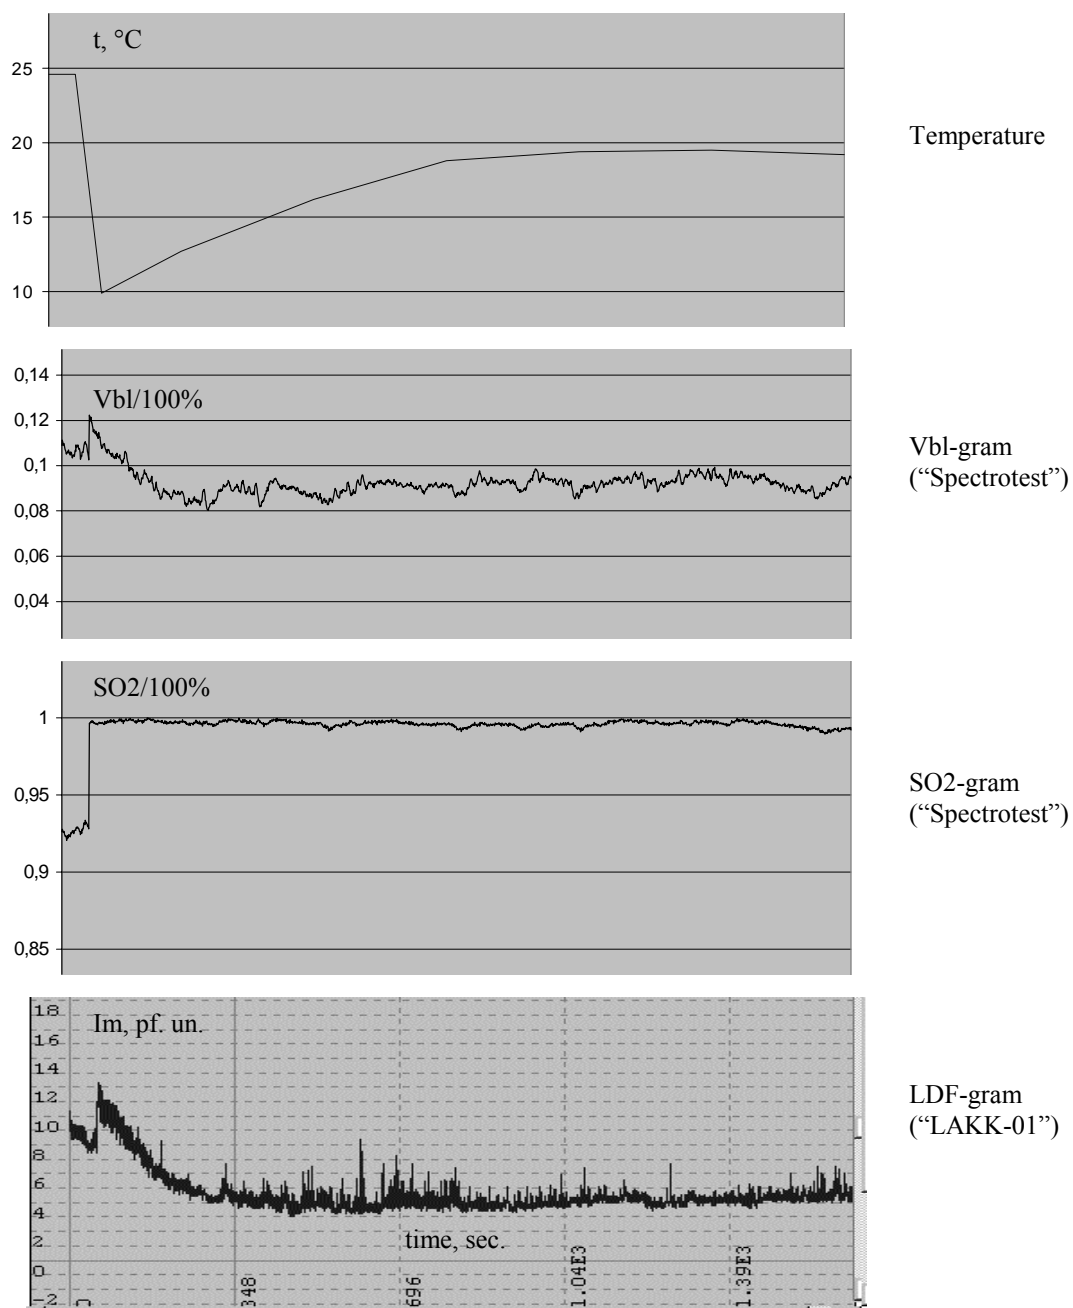 t, °C
25
20
15
10
Temperature
0,14
0,12
0,1
0,08
0,06
0,04
Vbl/100%
Vbl-gram
(“Spectrotest”)
SO2/100%
1
0,95
0,9
0,85
SO2-gram
(“Spectrotest”)
18
16
14
12
10
8
6
4
2
0
-2
Im, pf. un.
time, sec.
348
696
1.04E3
1.39E3
LDF-gram
(“LAKK-01”)